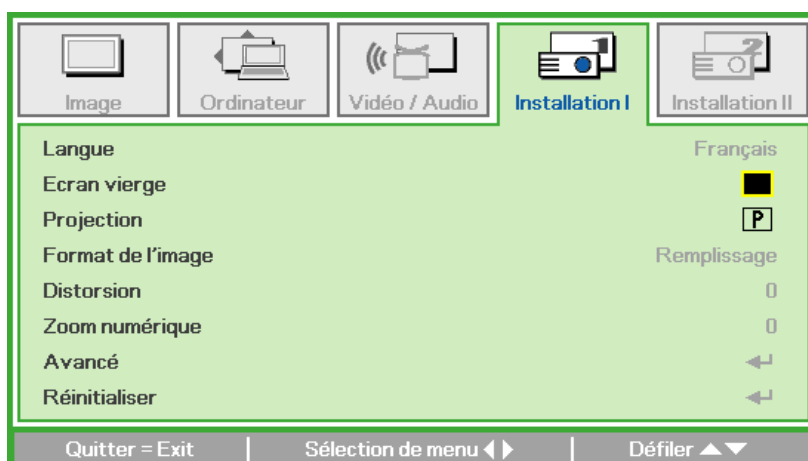 Image Ordinateur Vidéo / Audio Installation I Installation II
Langue Français
Ecran vierge
Projection P
Format de l'image Remplissage
Distorsion 0
Zoom numérique 0
Avancé
Réinitialiser
Quitter = Exit Sélection de menu Défiler